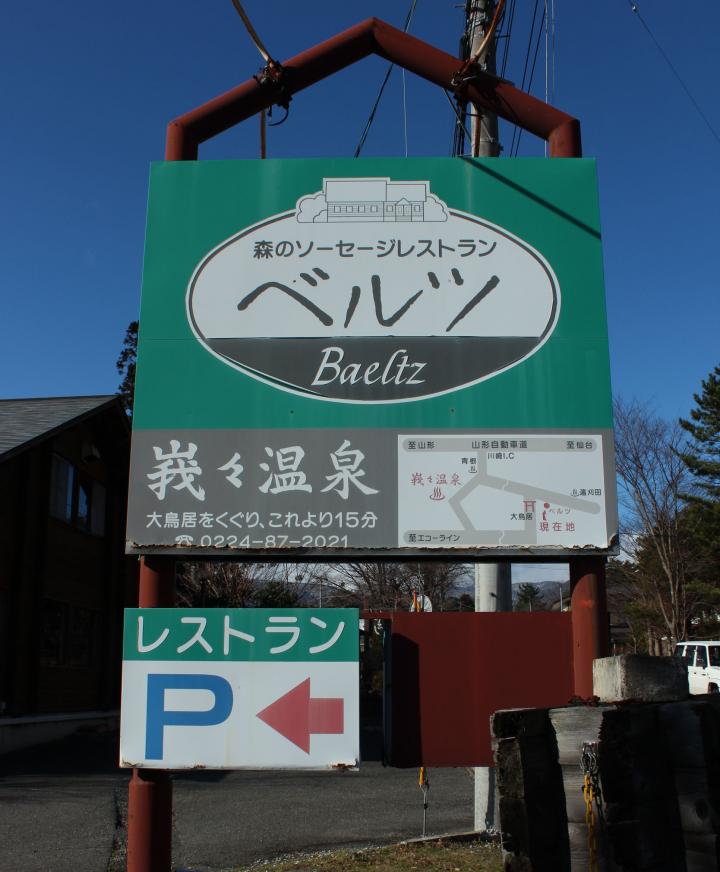 森のソーセージレストラン
ベルツ
Baeltz
峩々温泉
大鳥居をくぐり、これより15分
☎ 0224-87-2021
至山形 山形自動車道 至仙台
川崎I.C
青根
峩々温泉
遠刈田
大鳥居
ベルツ
現在地
至エコーライン
レストラン
P